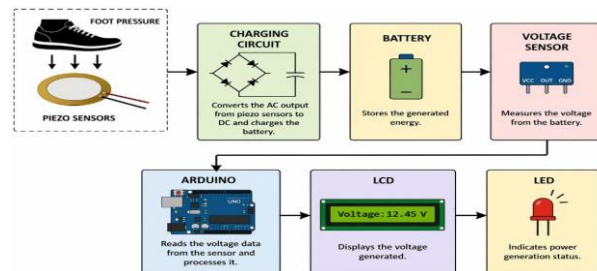 FOOT PRESSURE
PIEZO SENSORS
CHARGING
CIRCUIT
Converts the AC output
from piezo sensors to
DC and charges the
battery.
BATTERY
Stores the generated
energy.
VOLTAGE
SENSOR
VCC OUT GND
Measures the voltage
from the battery.
ARDUINO
UNO
Reads the voltage data
from the sensor and
processes it.
LCD
Voltage: 12.45 V
Displays the voltage
generated.
LED
Indicates power
generation status.